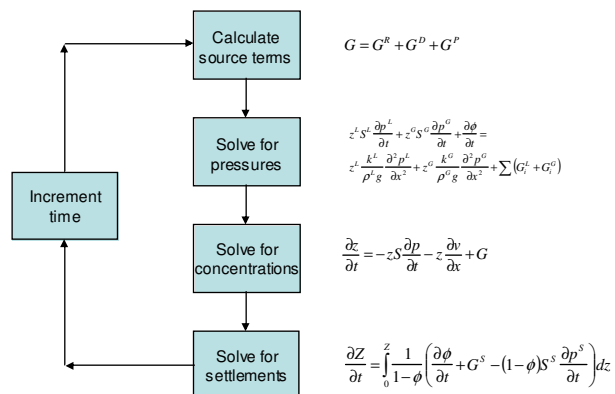 Calculate
source terms
G = G^R + G^D + G^P
Solve for
pressures
z^L S^L ∂p^L/∂t + z^G S^G ∂p^G/∂t + ∂ϕ/∂t =
z^L k^L/ρ^L g ∂²p^L/∂x² + z^G k^G/ρ^G g ∂²p^G/∂x² + ∑(G_i^L + G_i^G)
Increment
time
Solve for
concentrations
∂z/∂t = −zS ∂p/∂t − z ∂v/∂x + G
Solve for
settlements
∂Z/∂t = ∫_0^Z 1/(1−ϕ) (∂ϕ/∂t + G^S − (1−ϕ)S^S ∂p^S/∂t) dz